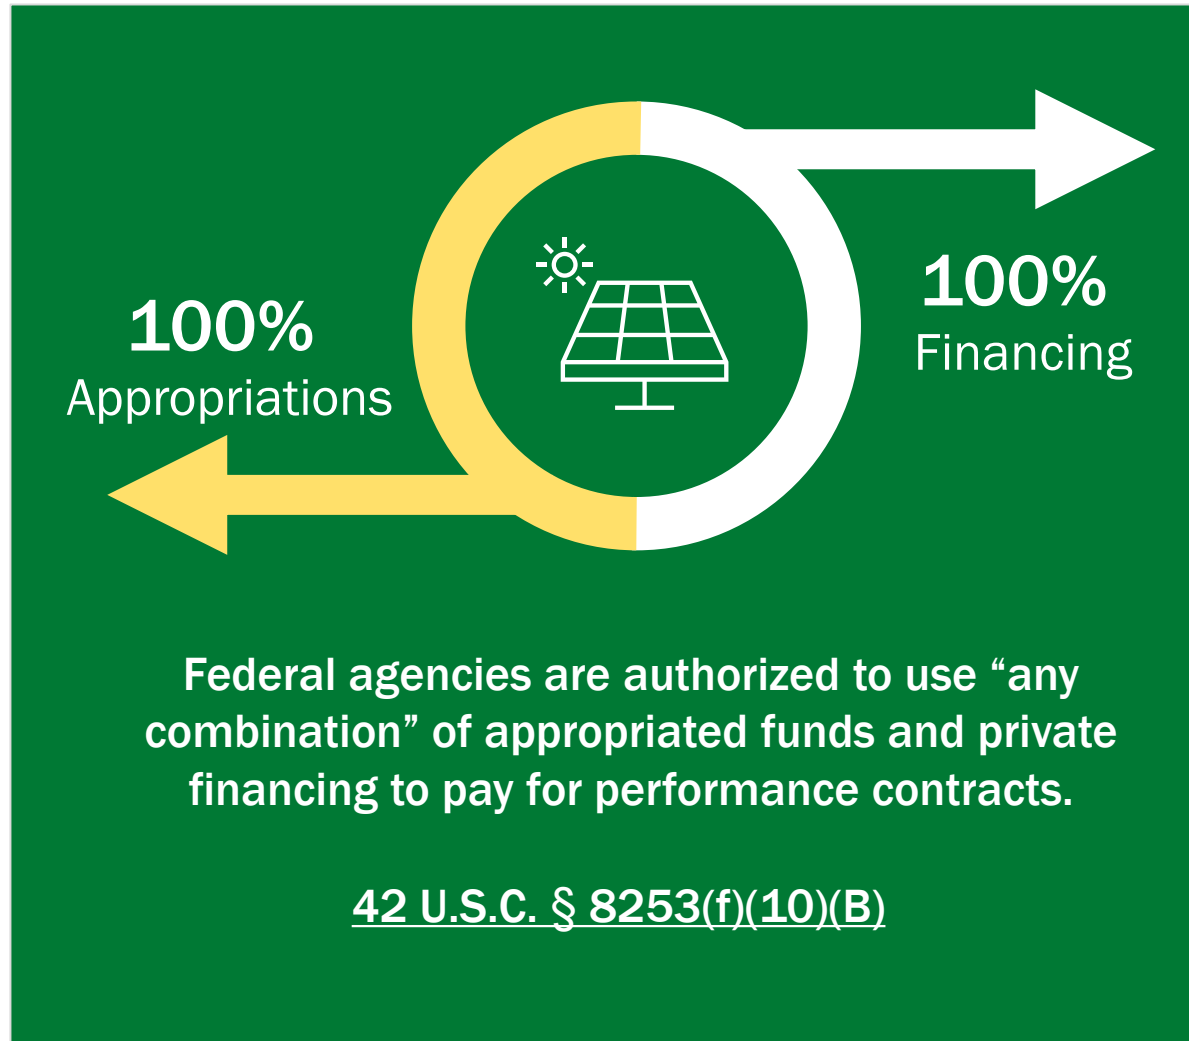 100%
Appropriations
100%
Financing
Federal agencies are authorized to use “any
combination” of appropriated funds and private
financing to pay for performance contracts.
42 U.S.C. § 8253(f)(10)(B)